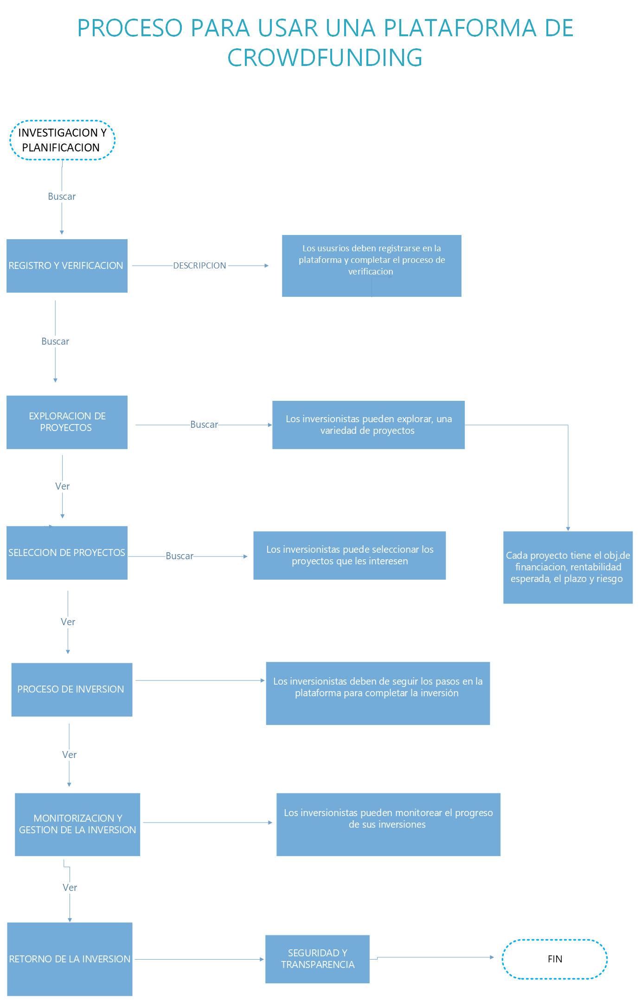 PROCESO PARA USAR UNA PLATAFORMA DE
CROWDFUNDING
INVESTIGACION Y
PLANIFICACION
Buscar
REGISTRO Y VERIFICACION
DESCRIPCION
Los ususrios deben registrarse en la
plataforma y completar el proceso de
verificacion
Buscar
EXPLORACION DE
PROYECTOS
Buscar
Los inversionistas pueden explorar, una
variedad de proyectos
Ver
SELECCION DE PROYECTOS
Buscar
Los inversionistas puede seleccionar los
proyectos que les interesen
Cada proyecto tiene el obj.de
financiacion, rentabilidad
esperada, el plazo y riesgo
Ver
PROCESO DE INVERSION
Los inversionistas deben de seguir los pasos en la
plataforma para completar la inversión
Ver
MONITORIZACION Y
GESTION DE LA INVERSION
Los inversionistas pueden monitorear el progreso
de sus inversiones
Ver
RETORNO DE LA INVERSION
SEGURIDAD Y
TRANSPARENCIA
FIN